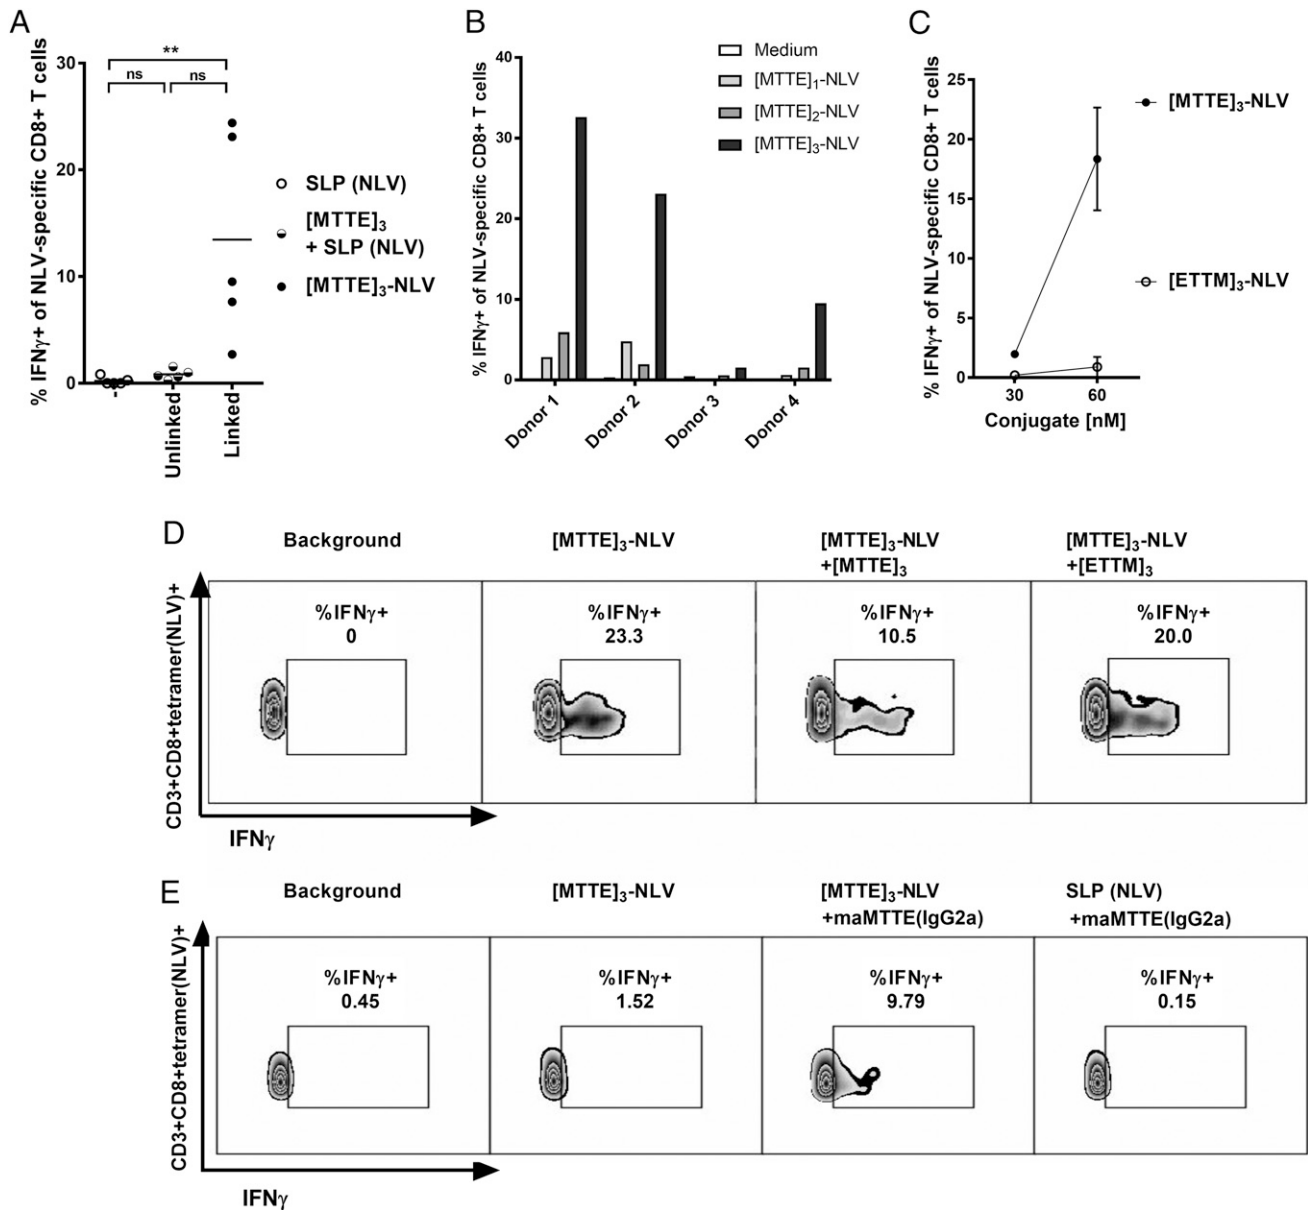 A
% IFNγ+ of NLV-specific CD8+ T cells
30
20
10
0
**
ns
ns
-
Unlinked
Linked
SLP (NLV)
[MTTE]3
+ SLP (NLV)
[MTTE]3-NLV
B
% IFNγ+ of NLV-specific CD8+ T cells
40
30
20
10
0
Medium
[MTTE]1-NLV
[MTTE]2-NLV
[MTTE]3-NLV
Donor 1
Donor 2
Donor 3
Donor 4
C
% IFNγ+ of NLV-specific CD8+ T cells
25
20
15
10
5
0
30
60
Conjugate [nM]
[MTTE]3-NLV
[ETTM]3-NLV
D
CD3+CD8+tetramer(NLV)+
IFNγ
Background
%IFNγ+
0
[MTTE]3-NLV
%IFNγ+
23.3
[MTTE]3-NLV
+[MTTE]3
%IFNγ+
10.5
[MTTE]3-NLV
+[ETTM]3
%IFNγ+
20.0
E
CD3+CD8+tetramer(NLV)+
IFNγ
Background
%IFNγ+
0.45
[MTTE]3-NLV
%IFNγ+
1.52
[MTTE]3-NLV
+maMTTE(IgG2a)
%IFNγ+
9.79
SLP (NLV)
+maMTTE(IgG2a)
%IFNγ+
0.15